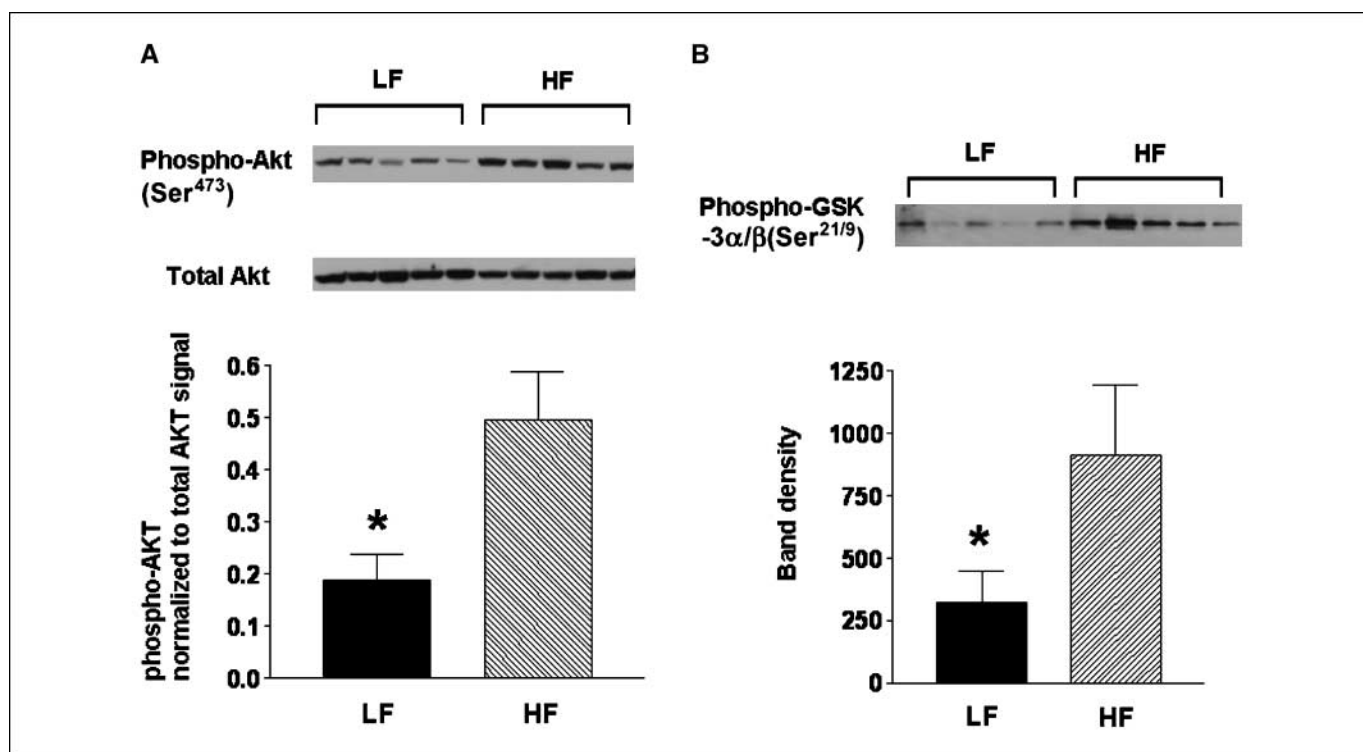 A
LF HF
Phospho-Akt
(Ser473)
Total Akt
phospho-AKT
normalized to total AKT signal
0.6
0.5
0.4
0.3
0.2
0.1
0.0
*
LF HF
B
LF HF
Phospho-GSK
-3α/β(Ser21/9)
Band density
1250
1000
750
500
250
0
*
LF HF